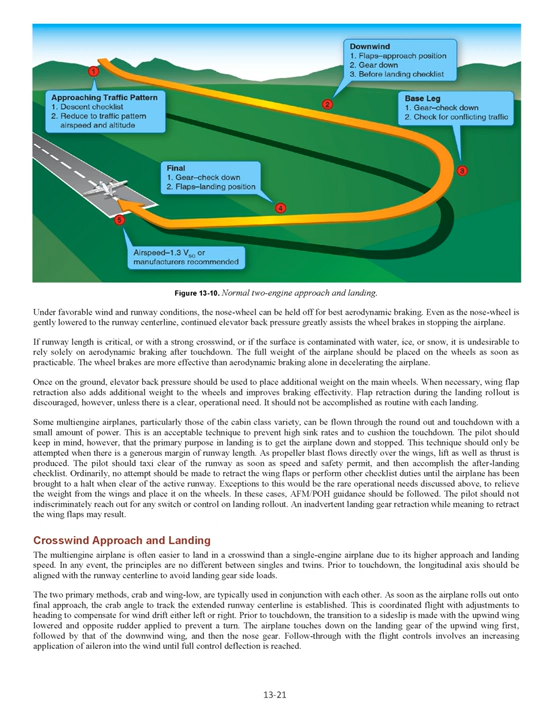 Downwind
1. Flaps–approach position
2. Gear down
3. Before landing checklist
1
Approaching Traffic Pattern
1. Descent checklist
2. Reduce to traffic pattern
airspeed and altitude
2
Base Leg
1. Gear–check down
2. Check for conflicting traffic
3
Final
1. Gear–check down
2. Flaps–landing position
4
5
Airspeed–1.3 VSO or
manufacturers recommended
Figure 13-10. Normal two-engine approach and landing.
Under favorable wind and runway conditions, the nose-wheel can be held off for best aerodynamic braking. Even as the nose-wheel is
gently lowered to the runway centerline, continued elevator back pressure greatly assists the wheel brakes in stopping the airplane.
If runway length is critical, or with a strong crosswind, or if the surface is contaminated with water, ice, or snow, it is undesirable to
rely solely on aerodynamic braking after touchdown. The full weight of the airplane should be placed on the wheels as soon as
practicable. The wheel brakes are more effective than aerodynamic braking alone in decelerating the airplane.
Once on the ground, elevator back pressure should be used to place additional weight on the main wheels. When necessary, wing flap
retraction also adds additional weight to the wheels and improves braking effectivity. Flap retraction during the landing rollout is
discouraged, however, unless there is a clear, operational need. It should not be accomplished as routine with each landing.
Some multiengine airplanes, particularly those of the cabin class variety, can be flown through the round out and touchdown with a
small amount of power. This is an acceptable technique to prevent high sink rates and to cushion the touchdown. The pilot should
keep in mind, however, that the primary purpose in landing is to get the airplane down and stopped. This technique should only be
attempted when there is a generous margin of runway length. As propeller blast flows directly over the wings, lift as well as thrust is
produced. The pilot should taxi clear of the runway as soon as speed and safety permit, and then accomplish the after-landing
checklist. Ordinarily, no attempt should be made to retract the wing flaps or perform other checklist duties until the airplane has been
brought to a halt when clear of the active runway. Exceptions to this would be the rare operational needs discussed above, to relieve
the weight from the wings and place it on the wheels. In these cases, AFM/POH guidance should be followed. The pilot should not
indiscriminately reach out for any switch or control on landing rollout. An inadvertent landing gear retraction while meaning to retract
the wing flaps may result.
Crosswind Approach and Landing
The multiengine airplane is often easier to land in a crosswind than a single-engine airplane due to its higher approach and landing
speed. In any event, the principles are no different between singles and twins. Prior to touchdown, the longitudinal axis should be
aligned with the runway centerline to avoid landing gear side loads.
The two primary methods, crab and wing-low, are typically used in conjunction with each other. As soon as the airplane rolls out onto
final approach, the crab angle to track the extended runway centerline is established. This is coordinated flight with adjustments to
heading to compensate for wind drift either left or right. Prior to touchdown, the transition to a sideslip is made with the upwind wing
lowered and opposite rudder applied to prevent a turn. The airplane touches down on the landing gear of the upwind wing first,
followed by that of the downwind wing, and then the nose gear. Follow-through with the flight controls involves an increasing
application of aileron into the wind until full control deflection is reached.
13-21